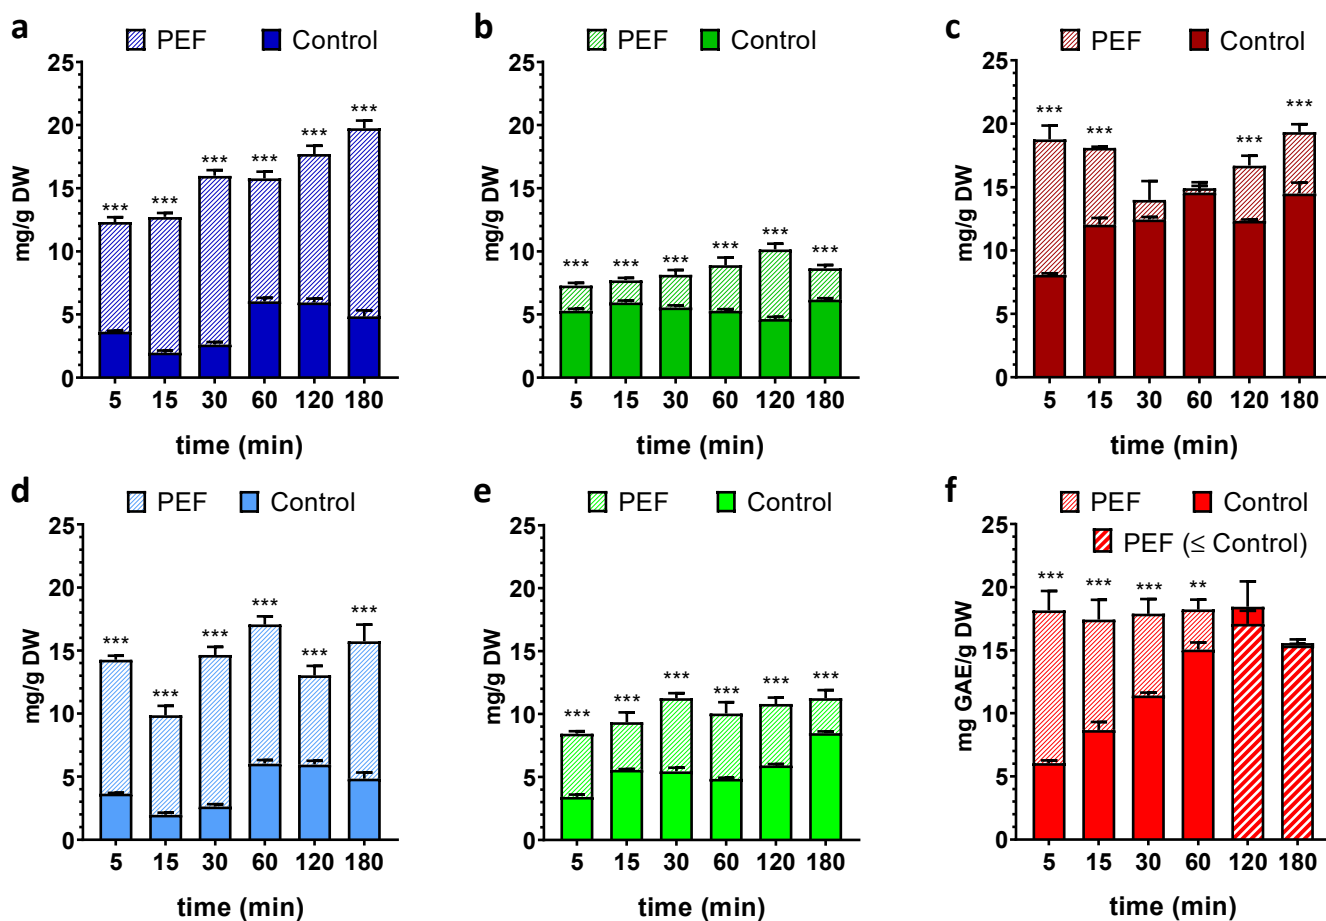 a
PEF Control
25
20
15
10
5
0
mg/g DW
*** *** *** *** *** ***
5 15 30 60 120 180
time (min)
b
PEF Control
25
20
15
10
5
0
mg/g DW
*** *** *** *** *** ***
5 15 30 60 120 180
time (min)
c
PEF Control
25
20
15
10
5
0
mg/g DW
*** *** *** ***
5 15 30 60 120 180
time (min)
d
PEF Control
25
20
15
10
5
0
mg/g DW
*** *** *** *** *** ***
5 15 30 60 120 180
time (min)
e
PEF Control
25
20
15
10
5
0
mg/g DW
*** *** *** *** *** ***
5 15 30 60 120 180
time (min)
f
PEF Control
PEF (≤ Control)
25
20
15
10
5
0
mg GAE/g DW
*** *** *** **
5 15 30 60 120 180
time (min)